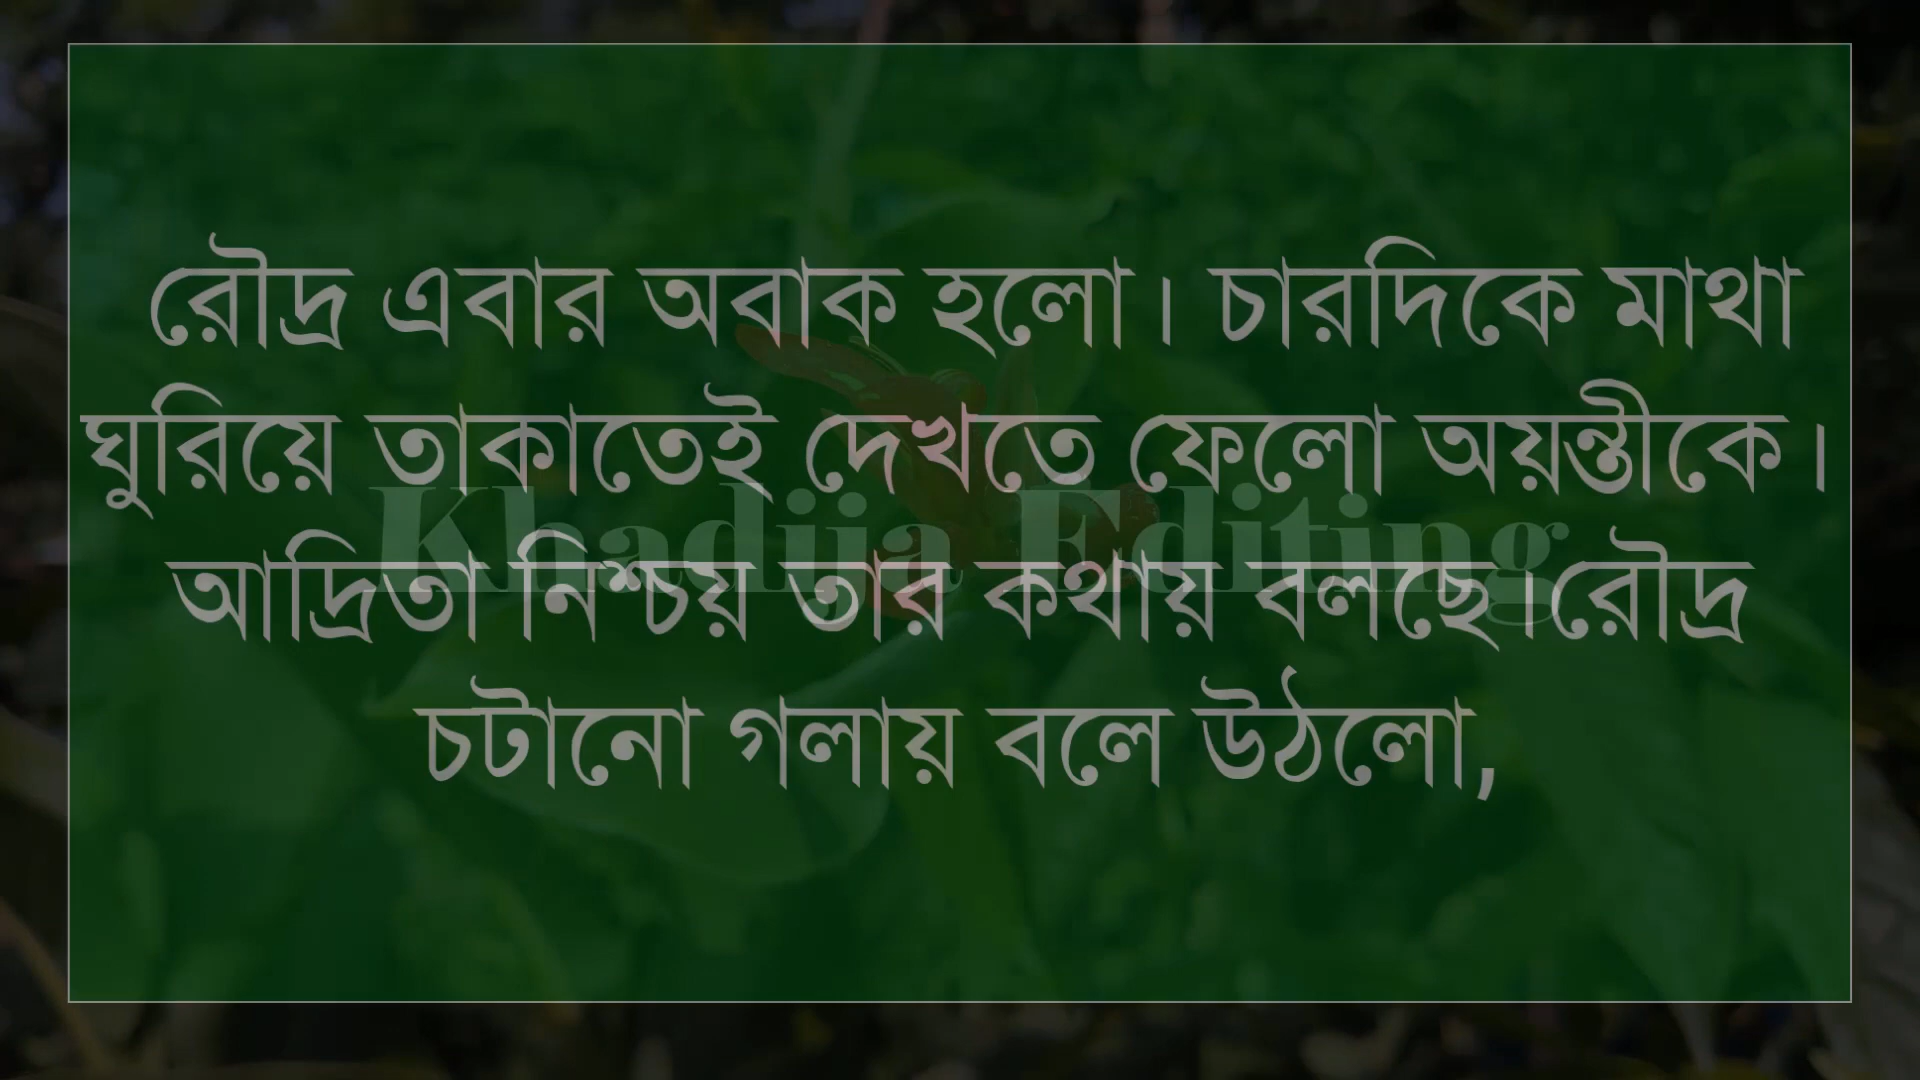 রৌদ্র এবার অবাক হলো। চারদিকে মাথা
ঘুরিয়ে তাকাতেই দেখতে ফেলো অয়ন্তীকে।
Khadija Editing
আদ্রিতা নিশ্চয় তার কথায় বলছে।রৌদ্র
চটানো গলায় বলে উঠলো,